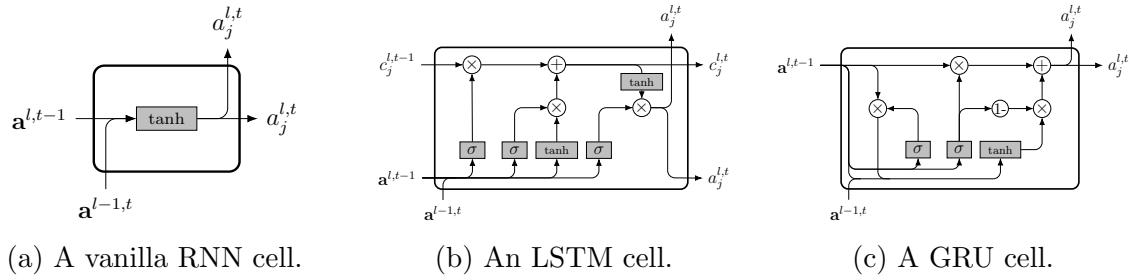 a_j^{l,t}
a^{l,t-1}
tanh
a_j^{l,t}
a^{l-1,t}
(a) A vanilla RNN cell.
a_j^{l,t}
c_j^{l,t-1}
×
+
c_j^{l,t}
tanh
×
×
σ
σ
tanh
σ
a^{l,t-1}
a_j^{l,t}
a^{l-1,t}
(b) An LSTM cell.
a_j^{l,t}
a^{l,t-1}
×
+
a_j^{l,t}
×
1-
×
σ
σ
tanh
a^{l-1,t}
(c) A GRU cell.